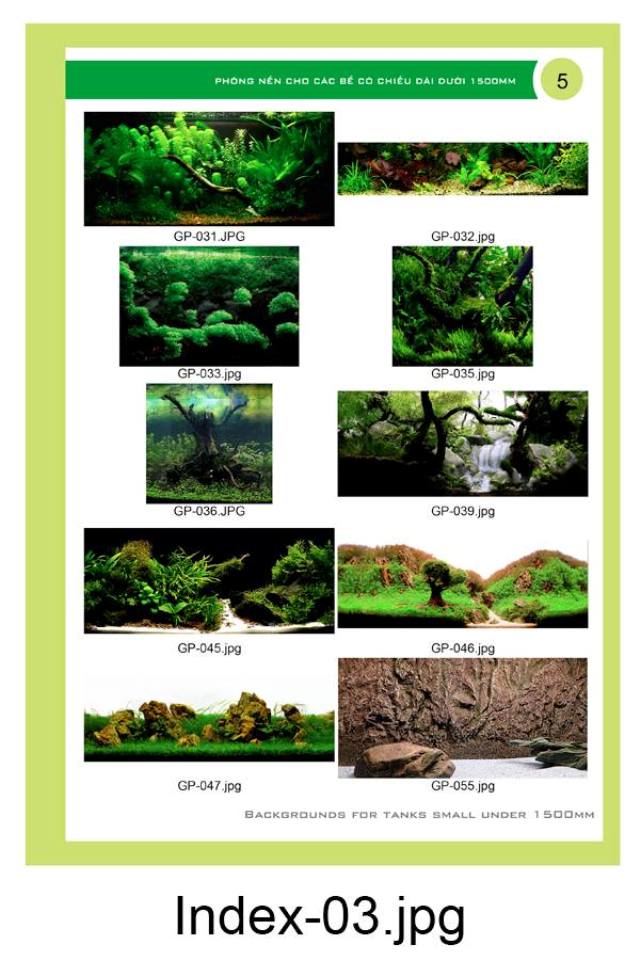 PHÔNG NỀN CHO CÁC BỂ CÓ CHIỀU DÀI DƯỚI 1500MM
5
GP-031.JPG
GP-032.jpg
GP-033.jpg
GP-035.jpg
GP-036.JPG
GP-039.jpg
GP-045.jpg
GP-046.jpg
GP-047.jpg
GP-055.jpg
BACKGROUNDS FOR TANKS SMALL UNDER 1500MM
Index-03.jpg